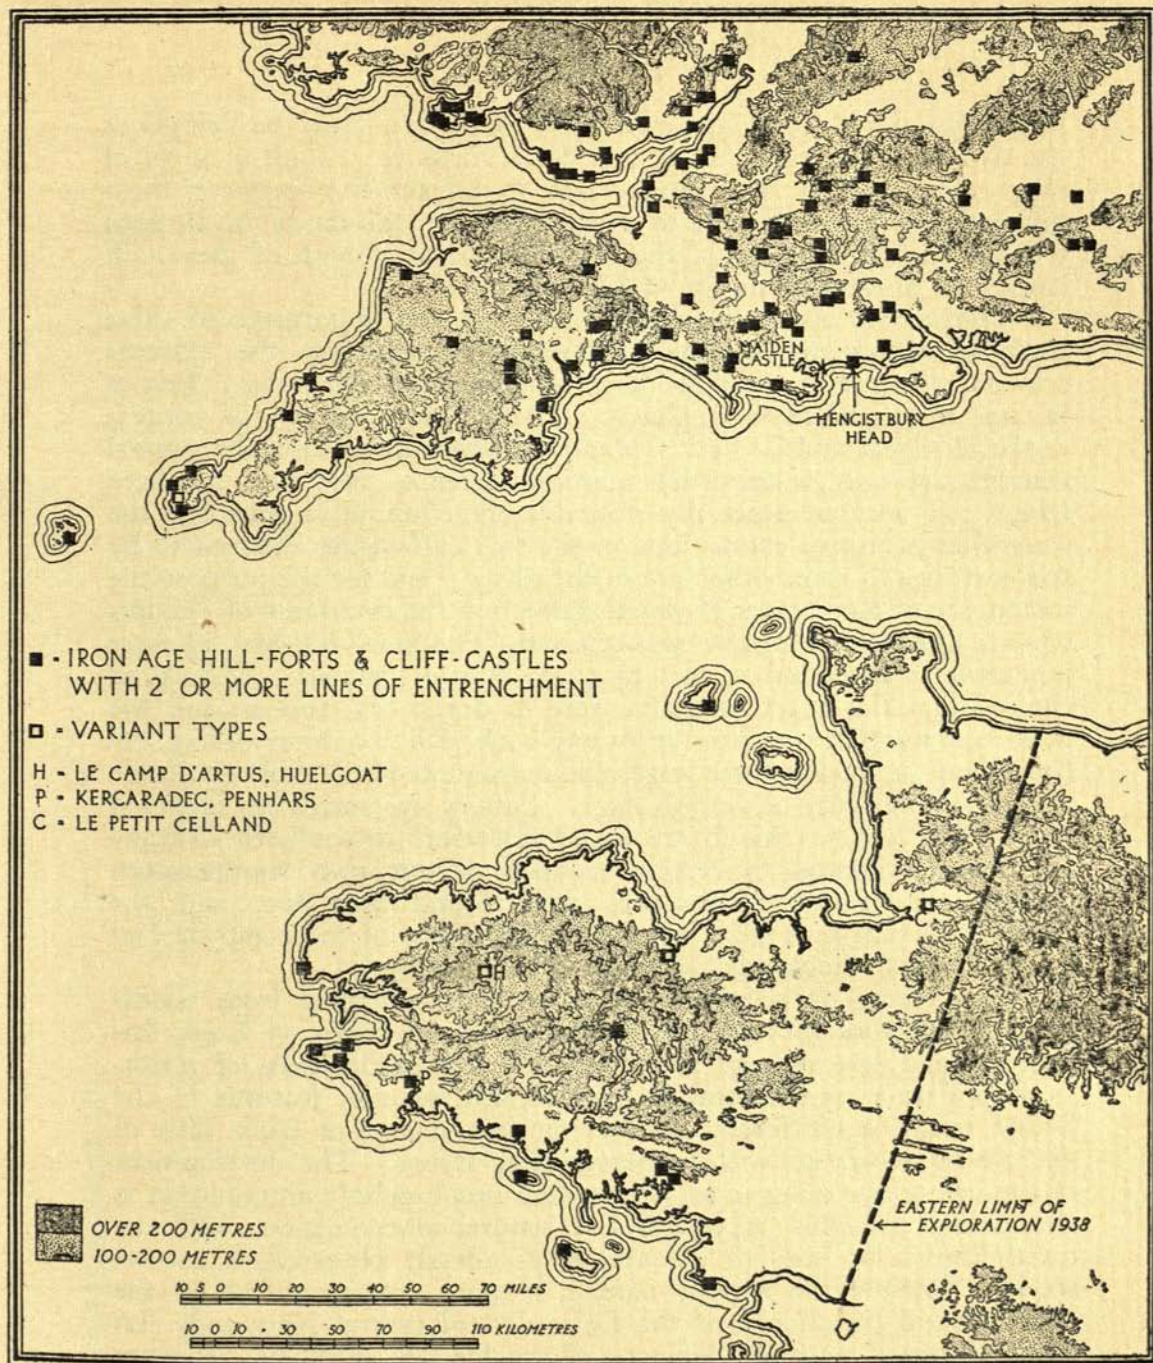 MAIDEN
CASTLE
HENGISTBURY
HEAD
■ - IRON AGE HILL-FORTS & CLIFF-CASTLES
WITH 2 OR MORE LINES OF ENTRENCHMENT
□ - VARIANT TYPES
H - LE CAMP D'ARTUS, HUELGOAT
P - KERCARADEC, PENHARS
C - LE PETIT CELLAND
C
H
P
EASTERN LIMIT OF
EXPLORATION 1938
OVER 200 METRES
100-200 METRES
10 5 0 10 20 30 40 50 60 70 MILES
10 0 10 · 30 50 70 90 110 KILOMETRES